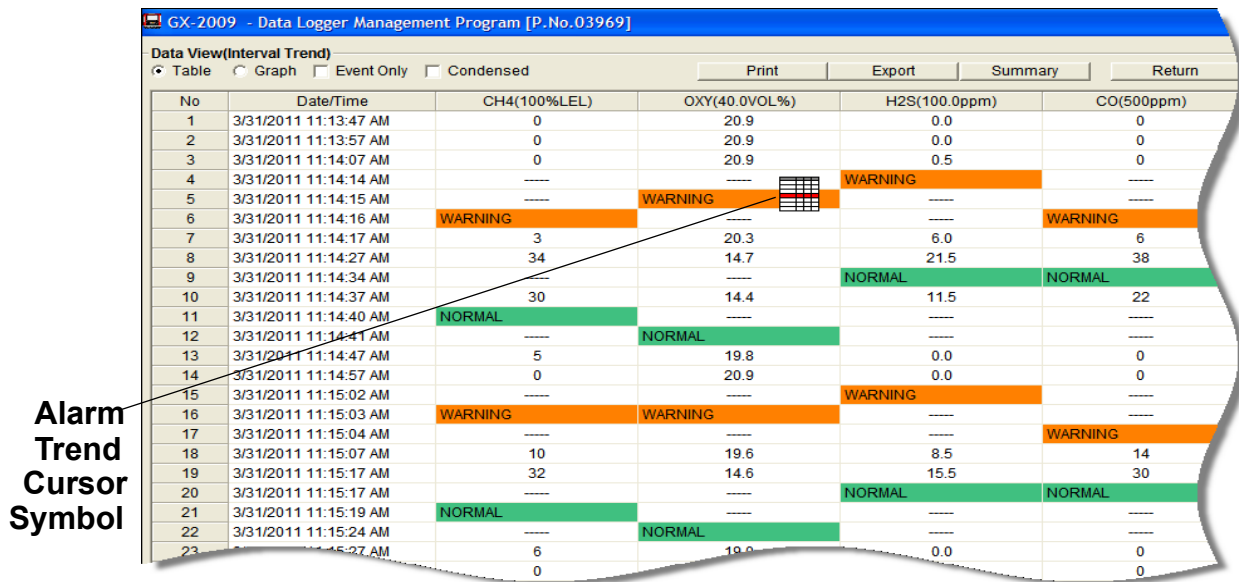 GX-2009 - Data Logger Management Program [P.No.03969]
Data View(Interval Trend)
Table Graph Event Only Condensed Print Export Summary Return
No Date/Time CH4(100%LEL) OXY(40.0VOL%) H2S(100.0ppm) CO(500ppm)
1 3/31/2011 11:13:47 AM 0 20.9 0.0 0
2 3/31/2011 11:13:57 AM 0 20.9 0.0 0
3 3/31/2011 11:14:07 AM 0 20.9 0.5 0
4 3/31/2011 11:14:14 AM ----- ----- WARNING -----
5 3/31/2011 11:14:15 AM ----- WARNING ----- -----
6 3/31/2011 11:14:16 AM WARNING ----- ----- WARNING
7 3/31/2011 11:14:17 AM 3 20.3 6.0 6
8 3/31/2011 11:14:27 AM 34 14.7 21.5 38
9 3/31/2011 11:14:34 AM ----- ----- NORMAL NORMAL
10 3/31/2011 11:14:37 AM 30 14.4 11.5 22
11 3/31/2011 11:14:40 AM NORMAL ----- ----- -----
12 3/31/2011 11:14:41 AM ----- NORMAL ----- -----
13 3/31/2011 11:14:47 AM 5 19.8 0.0 0
14 3/31/2011 11:14:57 AM 0 20.9 0.0 0
15 3/31/2011 11:15:02 AM ----- ----- WARNING -----
16 3/31/2011 11:15:03 AM WARNING WARNING ----- -----
17 3/31/2011 11:15:04 AM ----- ----- ----- WARNING
18 3/31/2011 11:15:07 AM 10 19.6 8.5 14
19 3/31/2011 11:15:17 AM 32 14.6 15.5 30
20 3/31/2011 11:15:17 AM ----- ----- NORMAL NORMAL
21 3/31/2011 11:15:19 AM NORMAL ----- ----- -----
22 3/31/2011 11:15:24 AM ----- NORMAL ----- -----
23 AM 6 0.0 0
0 0
Alarm
Trend
Cursor
Symbol